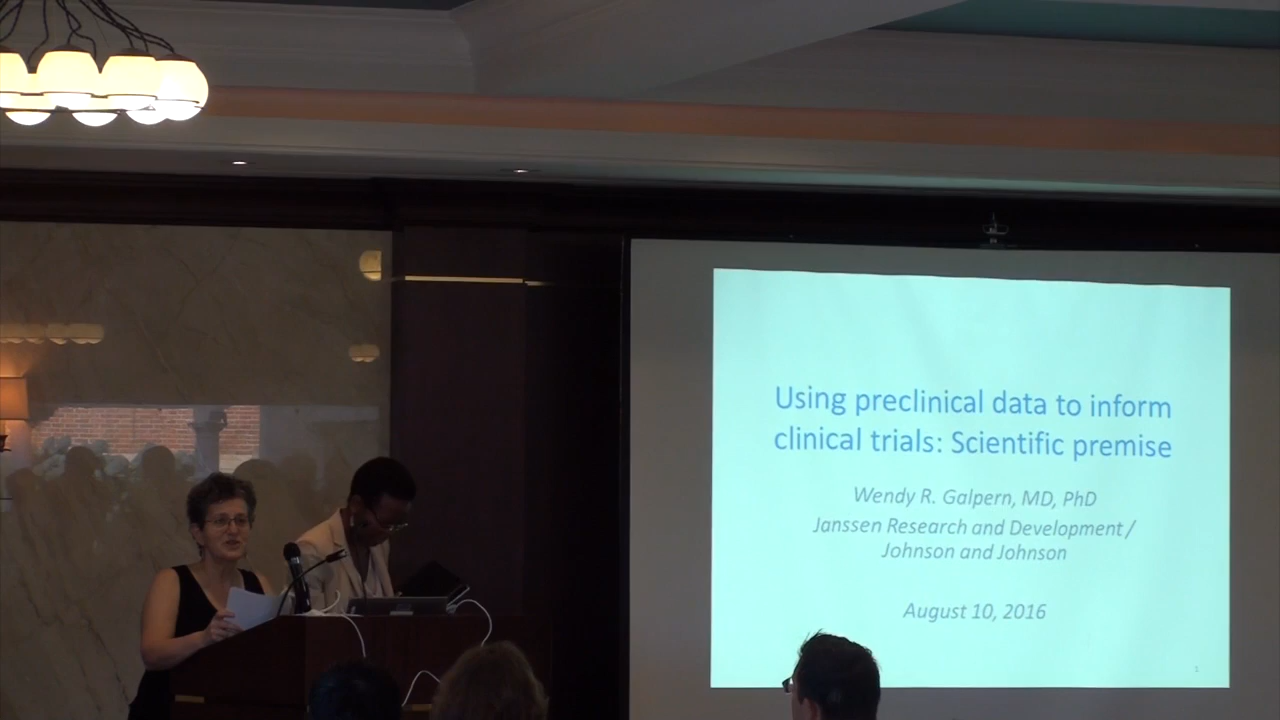 Using preclinical data to inform
clinical trials: Scientific premise
Wendy R. Galpern, MD, PhD
Janssen Research and Development /
Johnson and Johnson
August 10, 2016
1